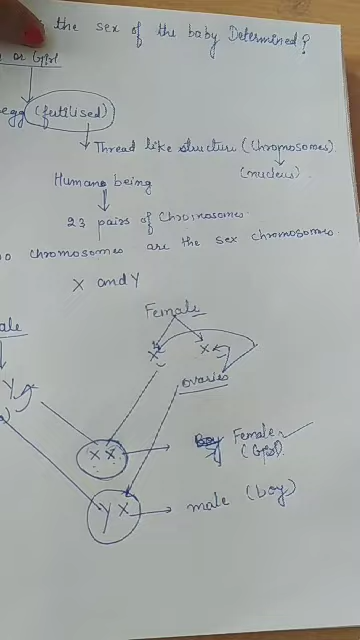 the sex of the baby Determined?
or Girl
egg (fertilised)
Thread like structure (chromosomes).
(nucleus).
Human being
23 pairs of Chromosomes.
chromosomes are the sex chromosomes.
X and Y
Female
X X
Y
ovaries
X X Female
(Girl)
Y X male (boy)